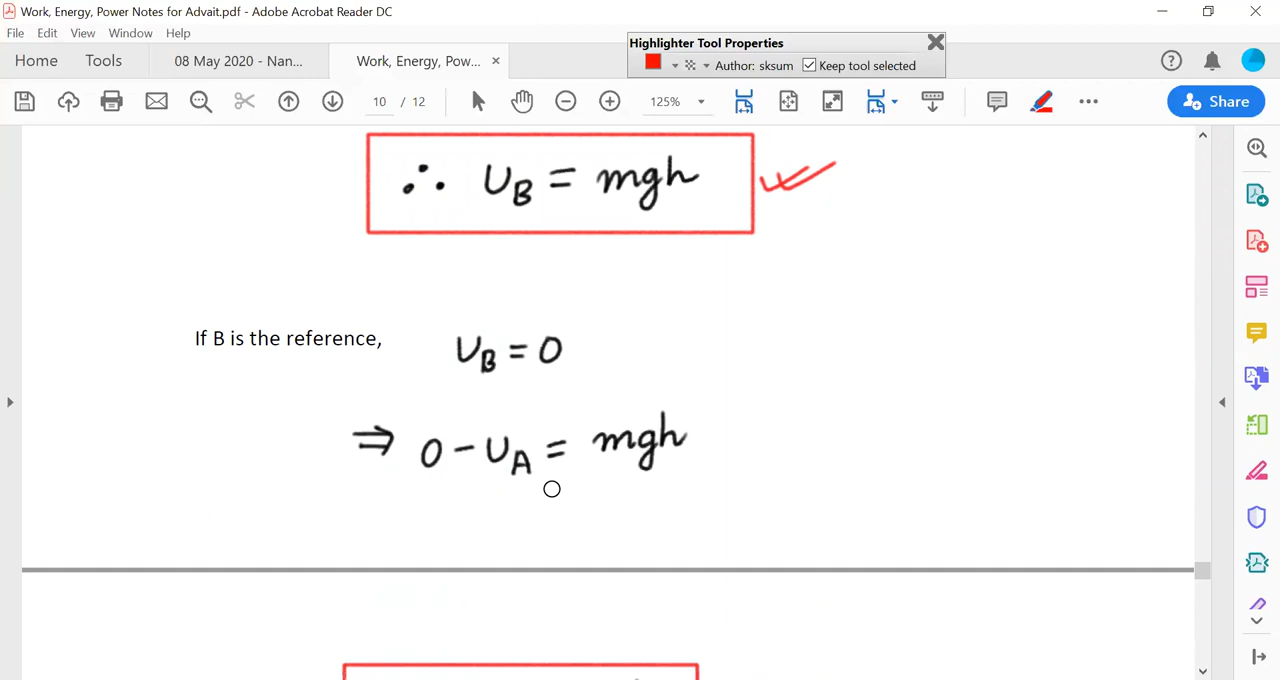 Work, Energy, Power Notes for Advait.pdf - Adobe Acrobat Reader DC
File Edit View Window Help
Highlighter Tool Properties
Author: sksum Keep tool selected
Home Tools 08 May 2020 - Nan... Work, Energy, Pow... ×
10 / 12 125% Share
∴ U_B = mgh
If B is the reference, U_B = 0
⇒ 0 - U_A = mgh